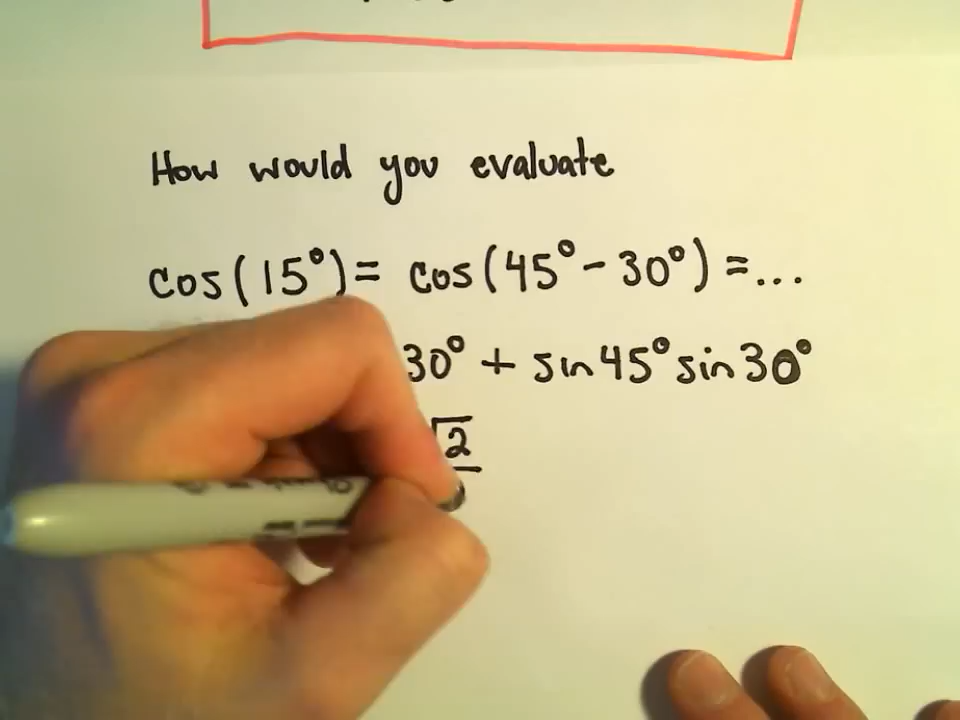 How would you evaluate
cos(15°) = cos(45° - 30°) = ...
30° + sin45° sin30°
√2